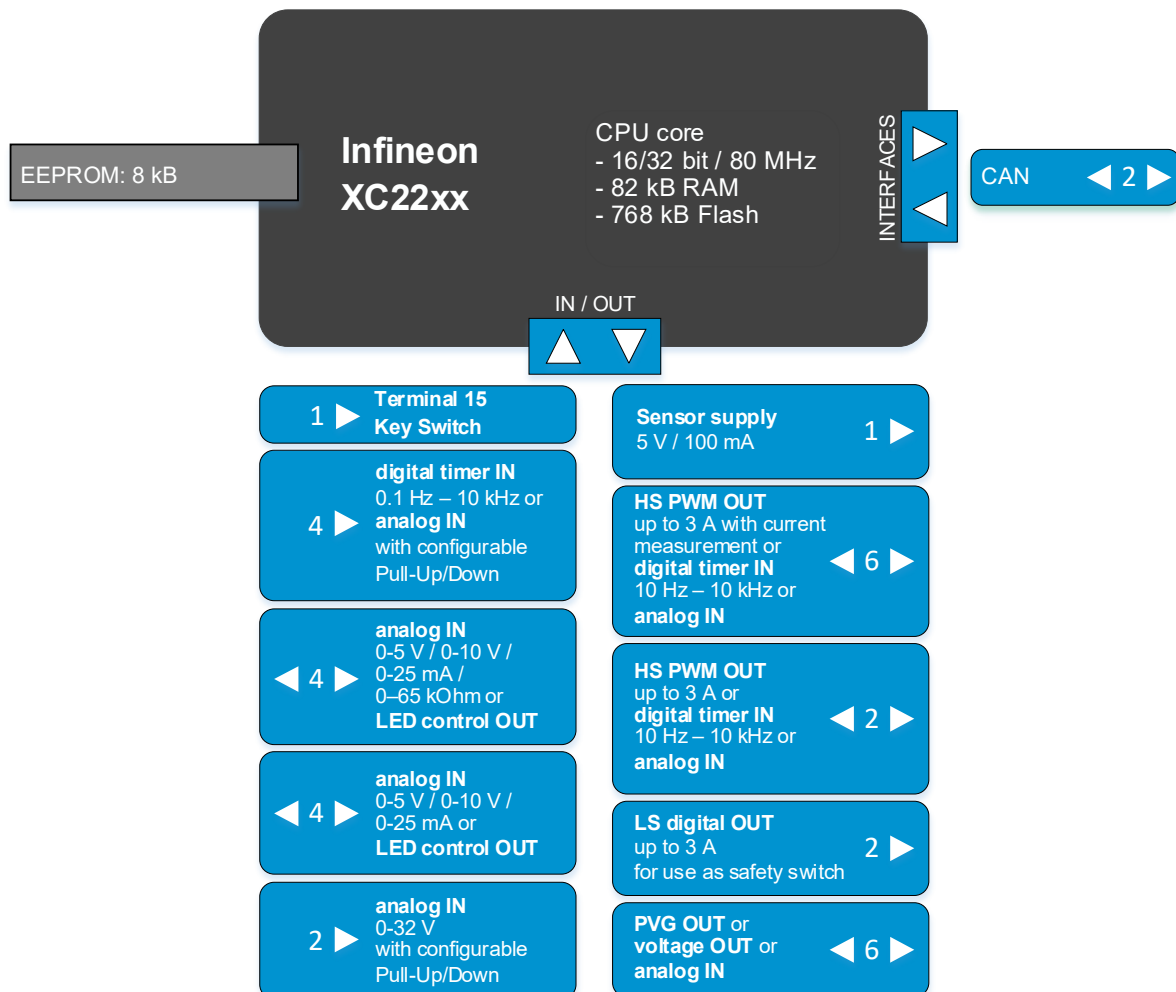 EEPROM: 8 kB
Infineon
XC22xx
CPU core
- 16/32 bit / 80 MHz
- 82 kB RAM
- 768 kB Flash
INTERFACES
CAN 2
IN / OUT
1 Terminal 15
Key Switch
digital timer IN
0.1 Hz – 10 kHz or
4 analog IN
with configurable
Pull-Up/Down
analog IN
0-5 V / 0-10 V /
4 0-25 mA /
0–65 kOhm or
LED control OUT
analog IN
0-5 V / 0-10 V /
4 0-25 mA or
LED control OUT
analog IN
0-32 V
2 with configurable
Pull-Up/Down
Sensor supply
5 V / 100 mA 1
HS PWM OUT
up to 3 A with current
measurement or 6
digital timer IN
10 Hz – 10 kHz or
analog IN
HS PWM OUT
up to 3 A or
digital timer IN 2
10 Hz – 10 kHz or
analog IN
LS digital OUT
up to 3 A 2
for use as safety switch
PVG OUT or
voltage OUT or 6
analog IN